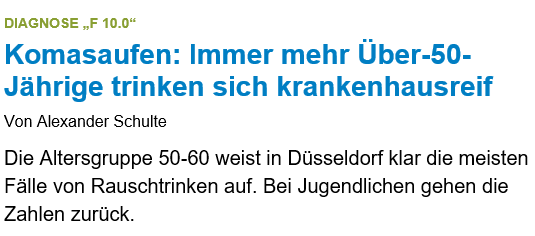 DIAGNOSE „F 10.0“
Komasaufen: Immer mehr Über-50-
Jährige trinken sich krankenhausreif
Von Alexander Schulte
Die Altersgruppe 50-60 weist in Düsseldorf klar die meisten
Fälle von Rauschtrinken auf. Bei Jugendlichen gehen die
Zahlen zurück.